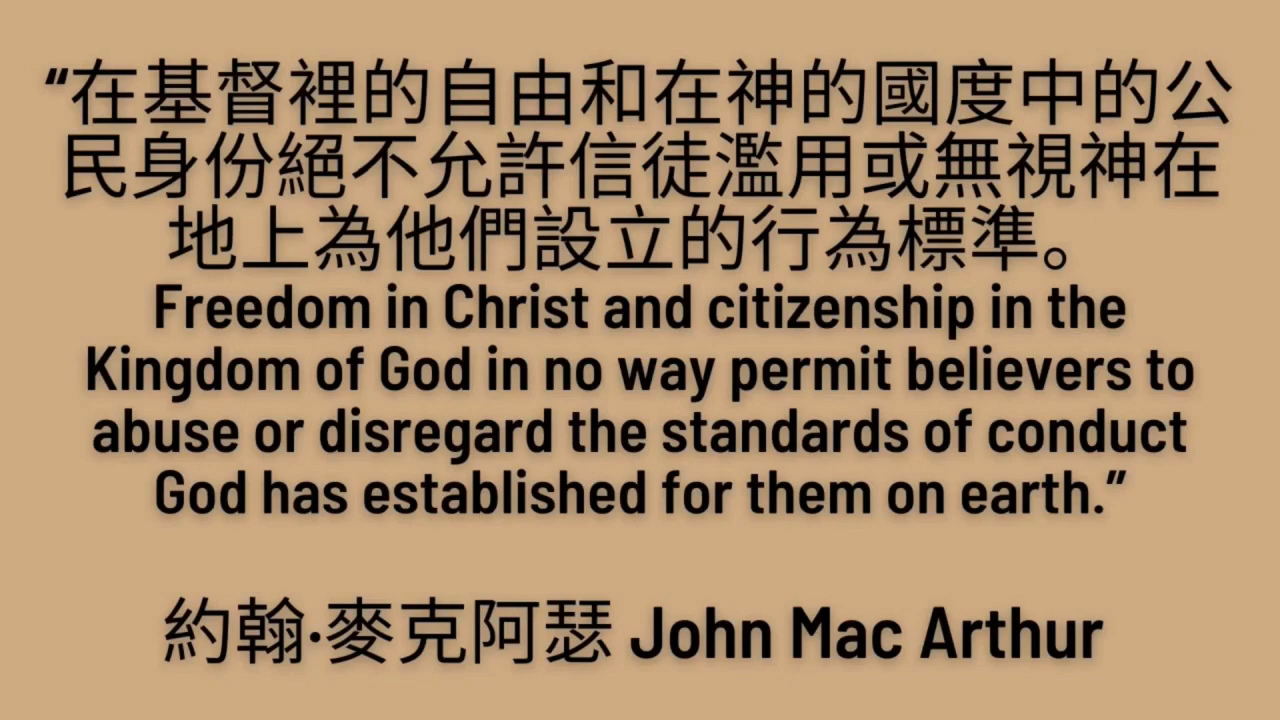 “在基督裡的自由和在神的國度中的公
民身份絕不允許信徒濫用或無視神在
地上為他們設立的行為標準。
Freedom in Christ and citizenship in the
Kingdom of God in no way permit believers to
abuse or disregard the standards of conduct
God has established for them on earth.”
約翰·麥克阿瑟 John Mac Arthur